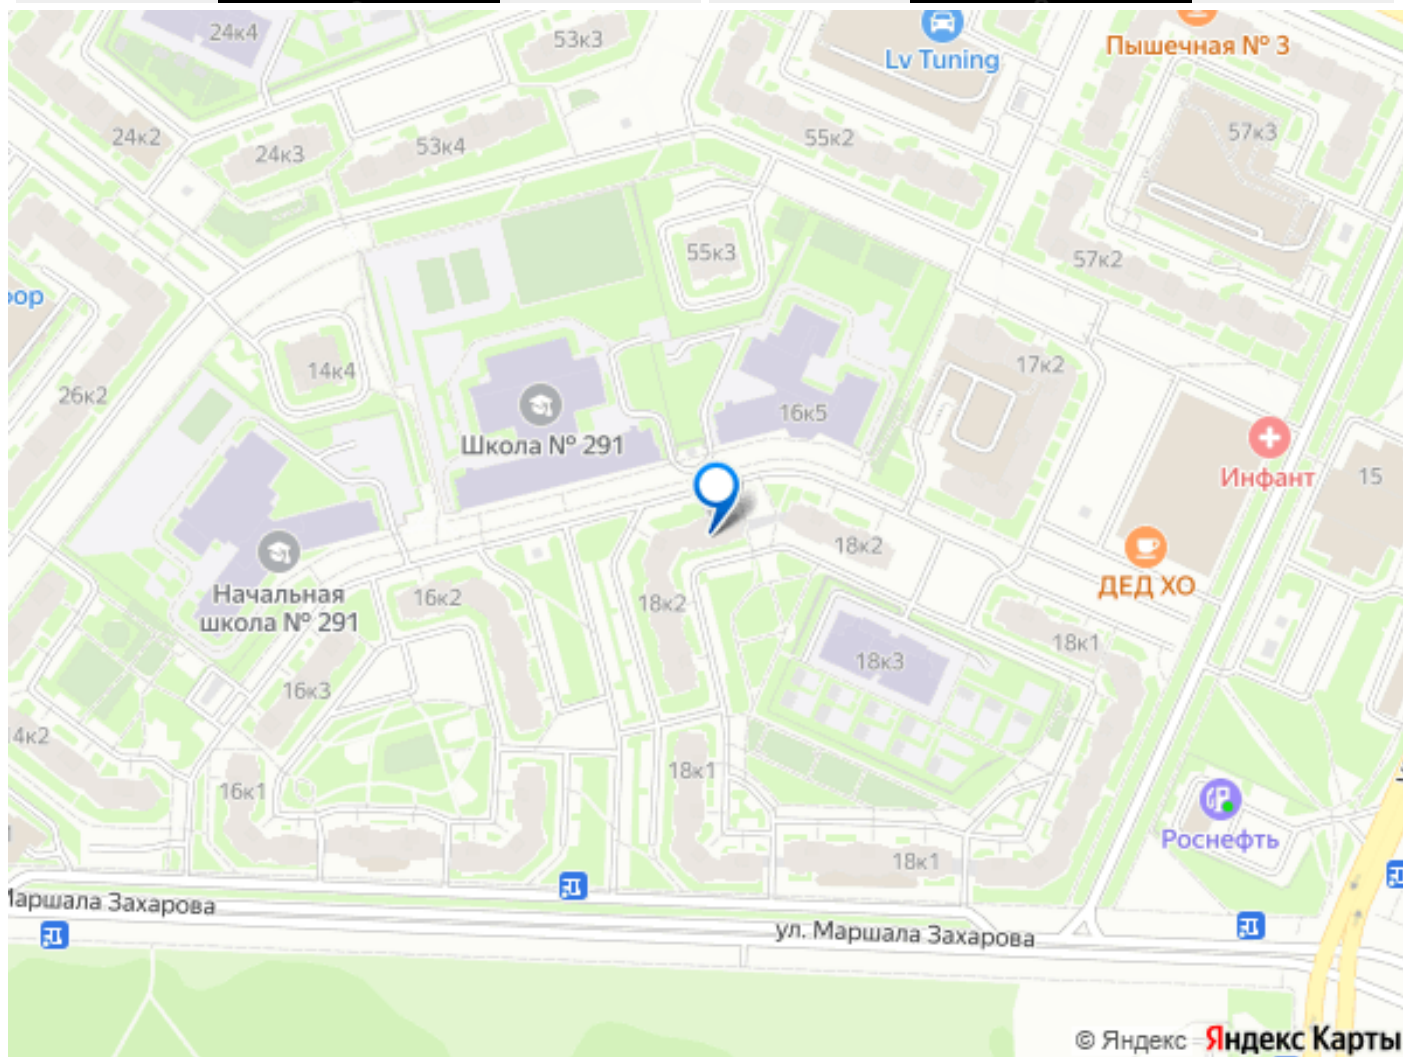 24к4
53к3
Lv Tuning
Пышечная № 3
24к2
24к3
53к4
55к2
57к3
55к3
57к2
26к2
14к4
17к2
16к5
Школа № 291
Инфант
15
18к2
ДЕД ХО
Начальная
школа № 291
16к2
18к2
18к1
18к3
16к3
4к2
18к1
16к1
Роснефть
18к1
Маршала Захарова
ул. Маршала Захарова
© Яндекс
Яндекс Карты